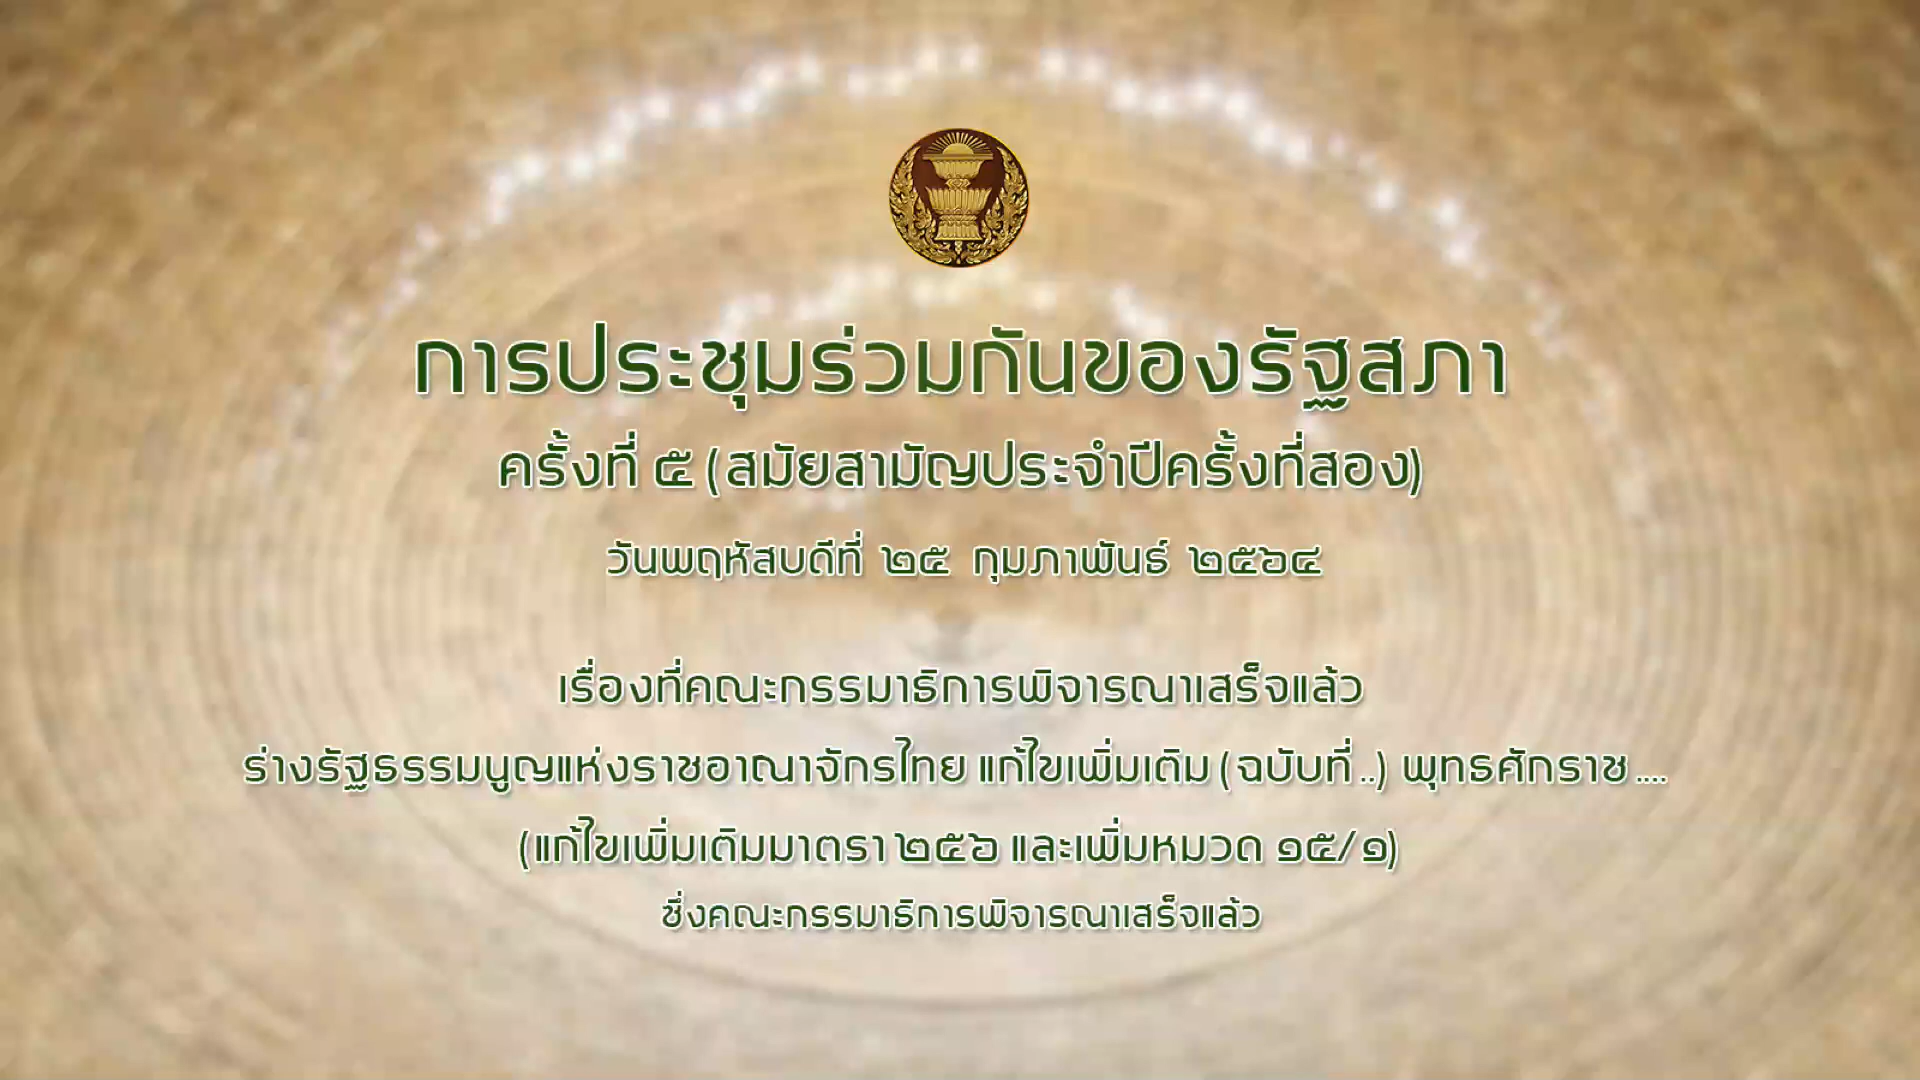 การประชุมร่วมกันของรัฐสภา
ครั้งที่ ๕ (สมัยสามัญประจำปีครั้งที่สอง)
วันพฤหัสบดีที่ ๒๕ กุมภาพันธ์ ๒๕๖๔
เรื่องที่คณะกรรมาธิการพิจารณาเสร็จแล้ว
ร่างรัฐธรรมนูญแห่งราชอาณาจักรไทย แก้ไขเพิ่มเติม (ฉบับที่ ..) พุทธศักราช ....
(แก้ไขเพิ่มเติมมาตรา ๒๕๖ และเพิ่มหมวด ๑๕/๑)
ซึ่งคณะกรรมาธิการพิจารณาเสร็จแล้ว